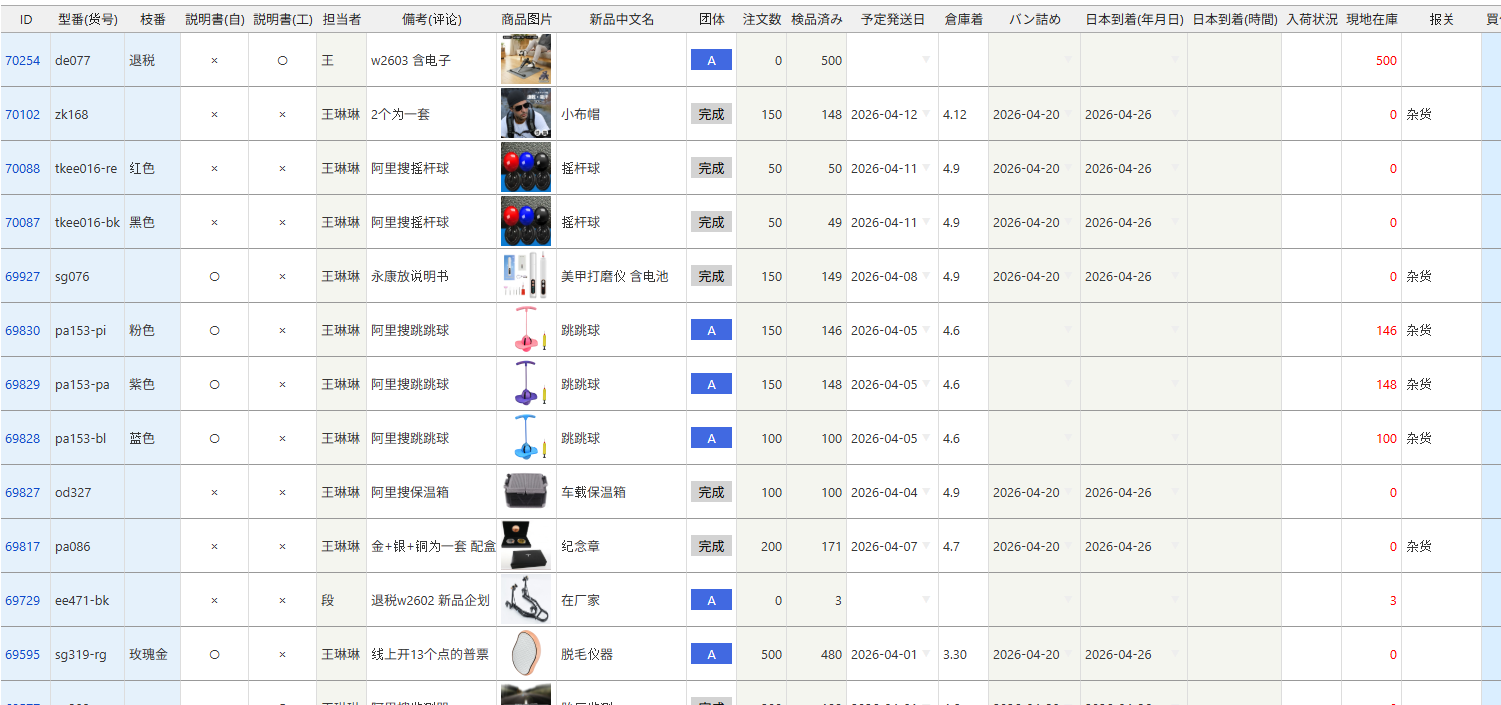 ID 型番(货号) 枝番 説明書(自) 説明書(工) 担当者 備考(评论) 商品图片 新品中文名 团体 注文数 検品済み 予定発送日 倉庫着 バン詰め 日本到着(年月日) 日本到着(時間) 入荷状況 現地在庫 报关
70254 de077 退税 × ○ 王 w2603 含电子 A 0 500 500
70102 zk168 × × 王琳琳 2个为一套 小布帽 完成 150 148 2026-04-12 4.12 2026-04-20 2026-04-26 0 杂货
70088 tkee016-re 红色 × × 王琳琳 阿里搜摇杆球 摇杆球 完成 50 50 2026-04-11 4.9 2026-04-20 2026-04-26 0
70087 tkee016-bk 黑色 × × 王琳琳 阿里搜摇杆球 摇杆球 完成 50 49 2026-04-11 4.9 2026-04-20 2026-04-26 0
69927 sg076 ○ × 王琳琳 永康放说明书 美甲打磨仪 含电池 完成 150 149 2026-04-08 4.9 2026-04-20 2026-04-26 0 杂货
69830 pa153-pi 粉色 ○ × 王琳琳 阿里搜跳跳球 跳跳球 A 150 146 2026-04-05 4.6 146 杂货
69829 pa153-pa 紫色 ○ × 王琳琳 阿里搜跳跳球 跳跳球 A 150 148 2026-04-05 4.6 148 杂货
69828 pa153-bl 蓝色 ○ × 王琳琳 阿里搜跳跳球 跳跳球 A 100 100 2026-04-05 4.6 100 杂货
69827 od327 × × 王琳琳 阿里搜保温箱 车载保温箱 完成 100 100 2026-04-04 4.9 2026-04-20 2026-04-26 0
69817 pa086 × × 王琳琳 金+银+铜为一套 配盒 纪念章 完成 200 171 2026-04-07 4.7 2026-04-20 2026-04-26 0 杂货
69729 ee471-bk × × 段 退税w2602 新品企划 在厂家 A 0 3 3
69595 sg319-rg 玫瑰金 ○ × 王琳琳 线上开13个点的普票 脱毛仪器 A 500 480 2026-04-01 3.30 2026-04-20 2026-04-26 0